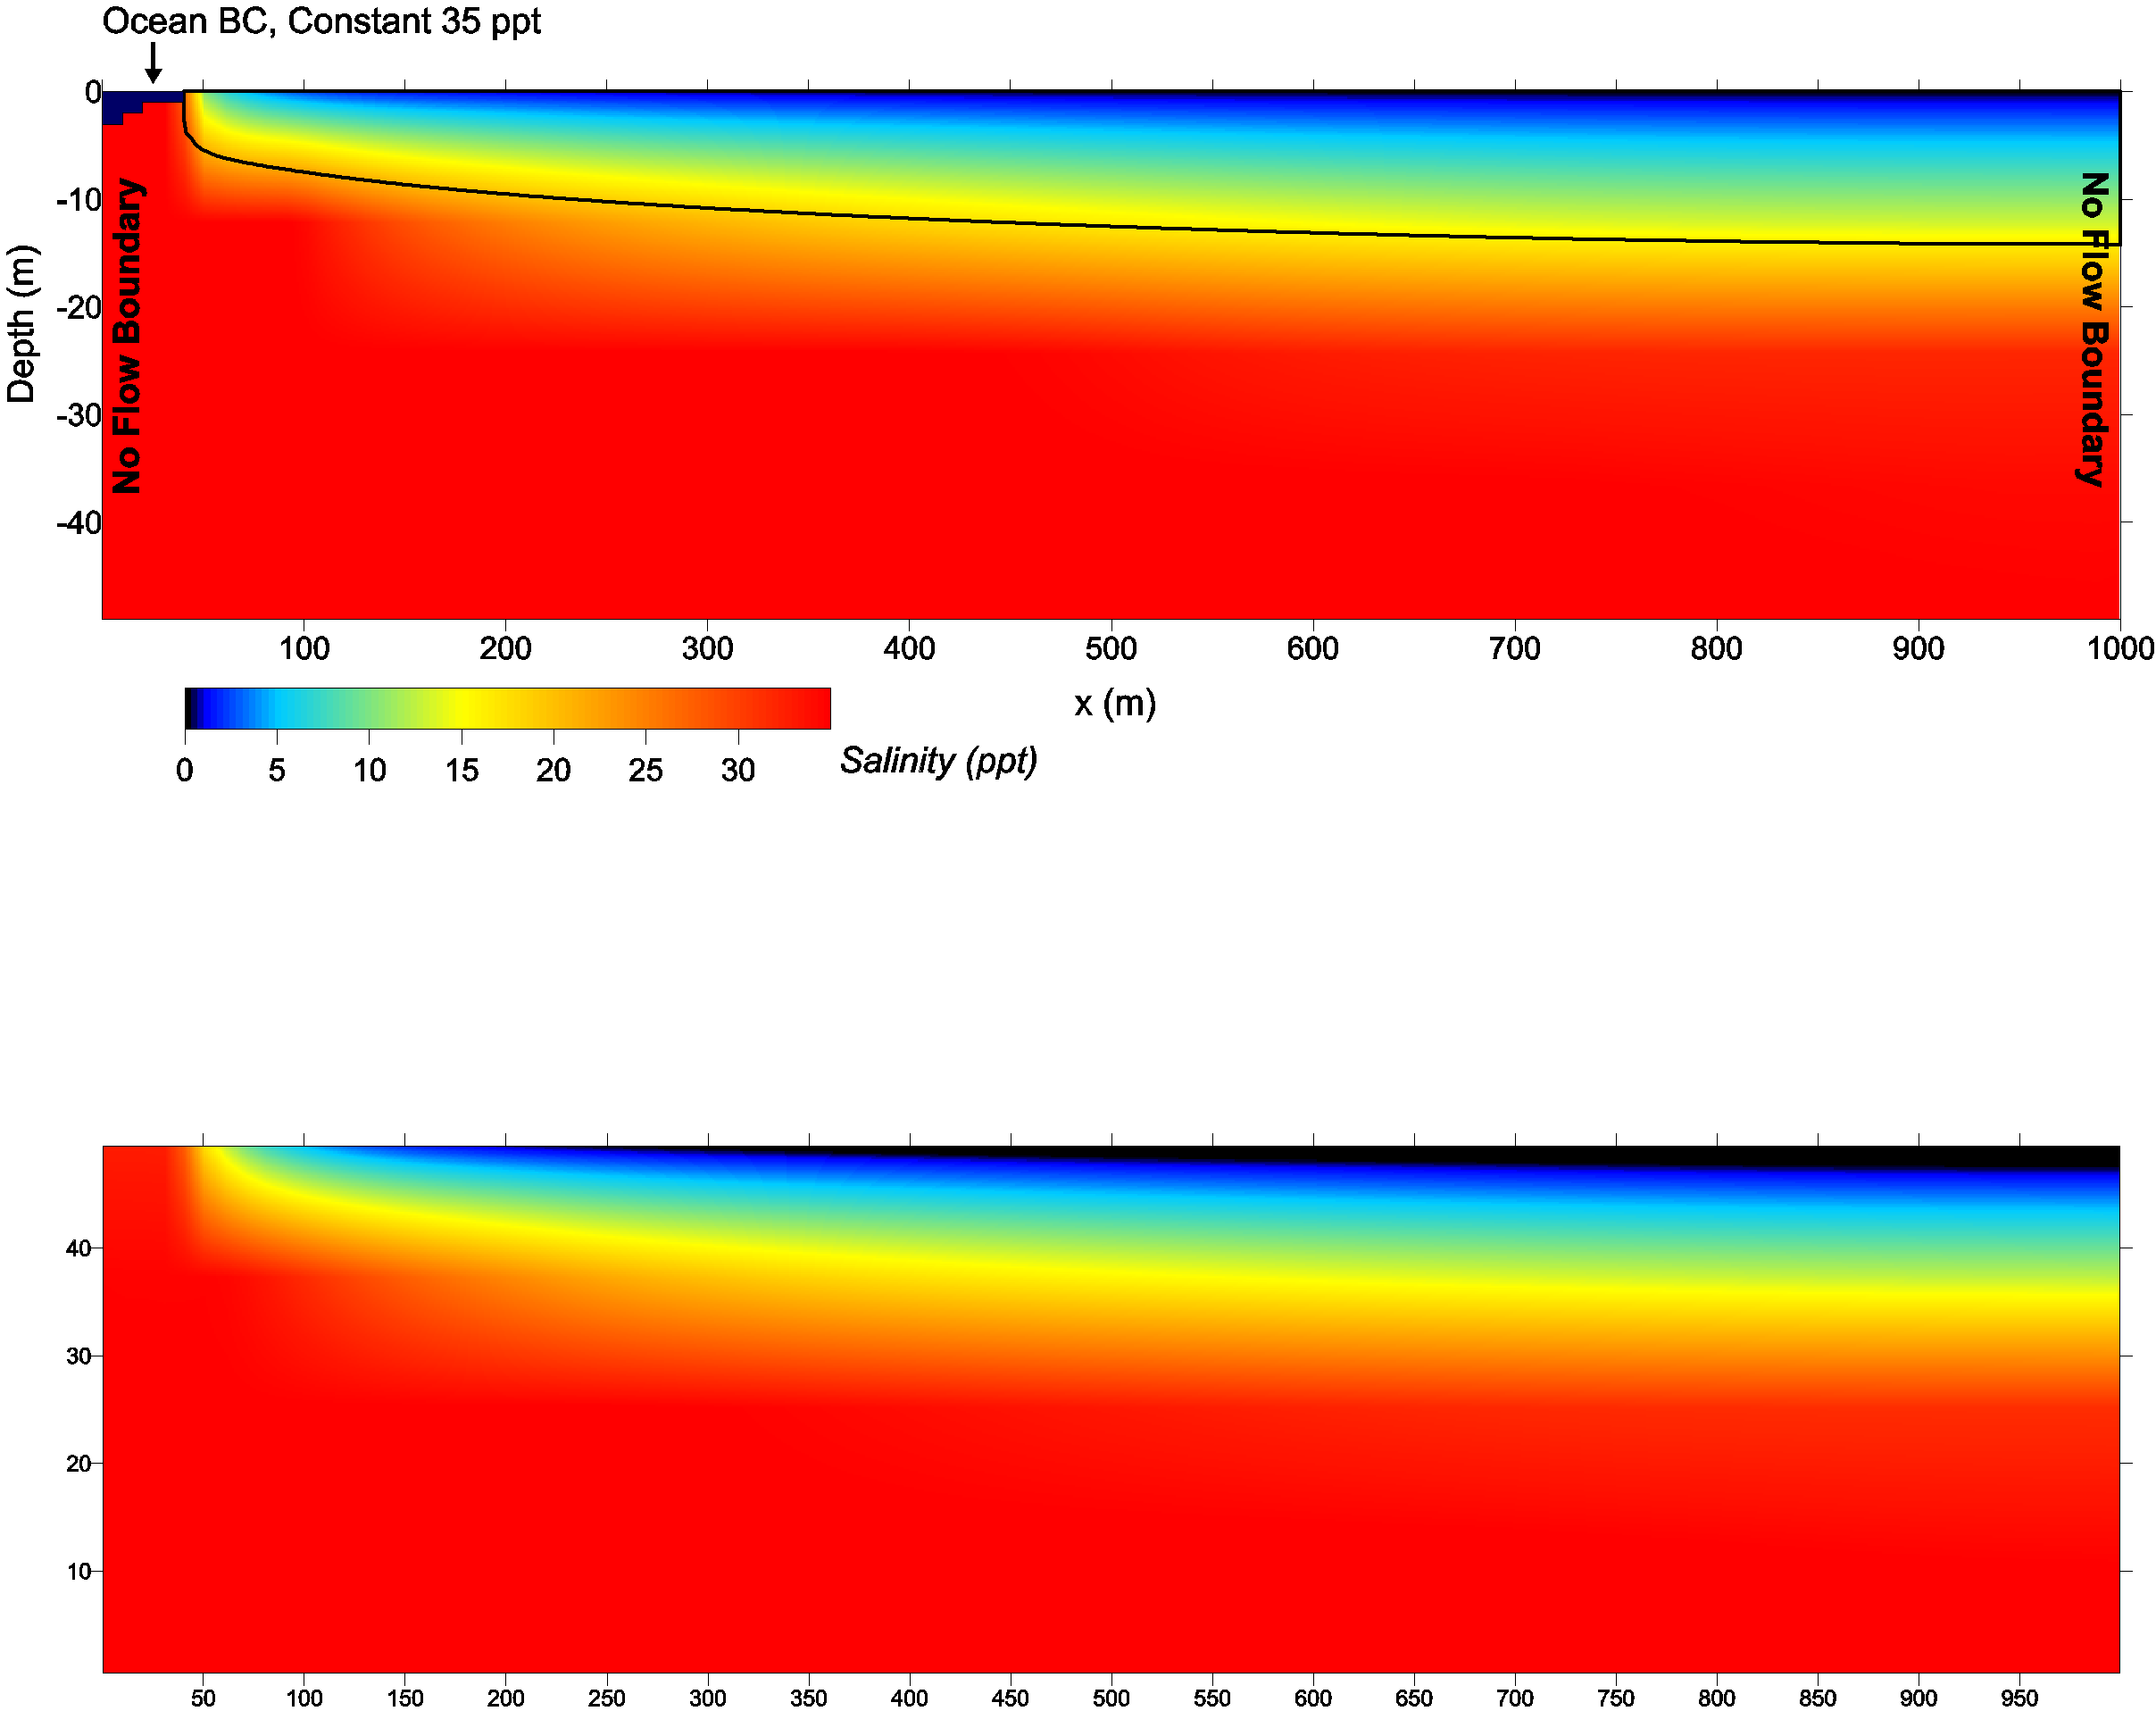 Ocean BC, Constant 35 ppt
0
-10
-20
-30
-40
Depth (m)
No Flow Boundary
No Flow Boundary
100 200 300 400 500 600 700 800 900 1000
x (m)
0 5 10 15 20 25 30
Salinity (ppt)
40
30
20
10
50 100 150 200 250 300 350 400 450 500 550 600 650 700 750 800 850 900 950